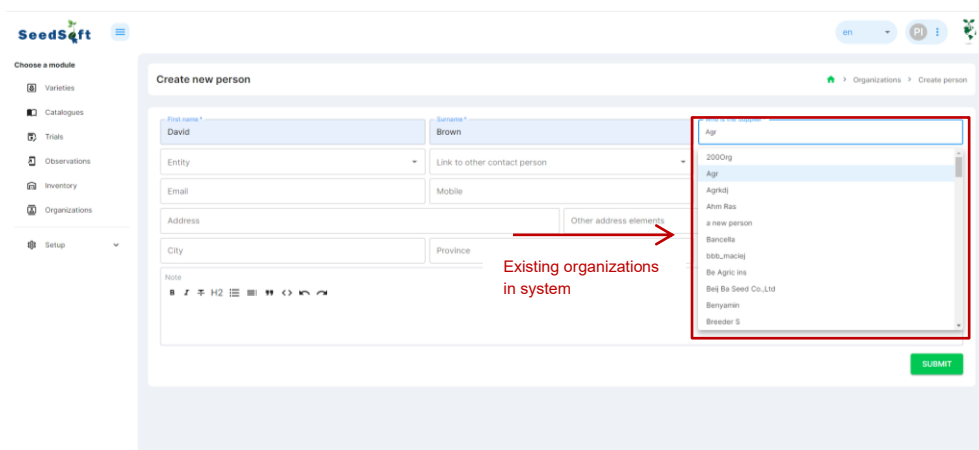 SeedSoft
en
PI
Choose a module
Varieties
Catalogues
Trials
Observations
Inventory
Organizations
Setup
Create new person
Organizations > Create person
First name *
David
Surname *
Brown
Agr
Entity
Link to other contact person
Email
Mobile
Address
Other address elements
City
Province
Note
B I T H2
200Org
Agr
Agrkdj
Ahm Ras
a new person
Bancella
bbb_maciej
Be Agric ins
Beij Ba Seed Co.,Ltd
Benyamin
Breeder S
Existing organizations
in system
SUBMIT